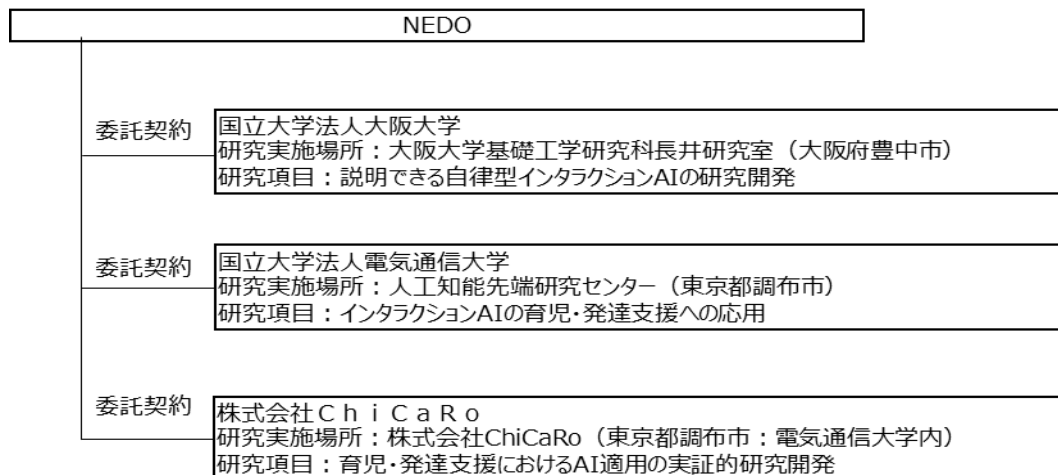 NEDO
委託契約
国立大学法人大阪大学
研究実施場所：大阪大学基礎工学研究科長井研究室（大阪府豊中市）
研究項目：説明できる自律型インタラクションAIの研究開発
委託契約
国立大学法人電気通信大学
研究実施場所：人工知能先端研究センター（東京都調布市）
研究項目：インタラクションAIの育児・発達支援への応用
委託契約
株式会社ＣｈｉＣａＲｏ
研究実施場所：株式会社ChiCaRo（東京都調布市：電気通信大学内）
研究項目：育児・発達支援におけるAI適用の実証的研究開発